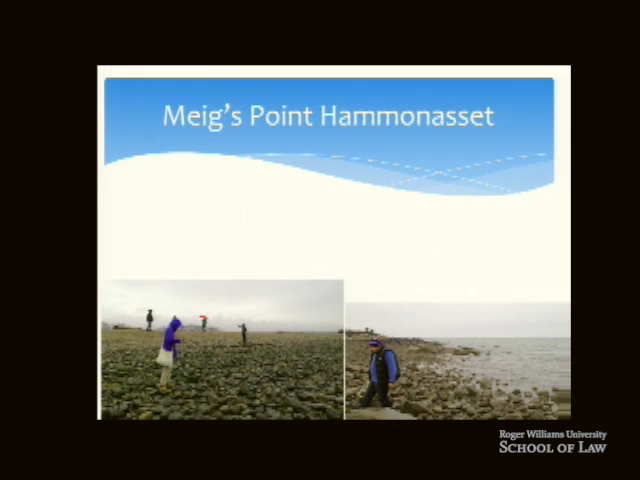 Meig's Point Hammonasset
Roger Williams University
SCHOOL OF LAW